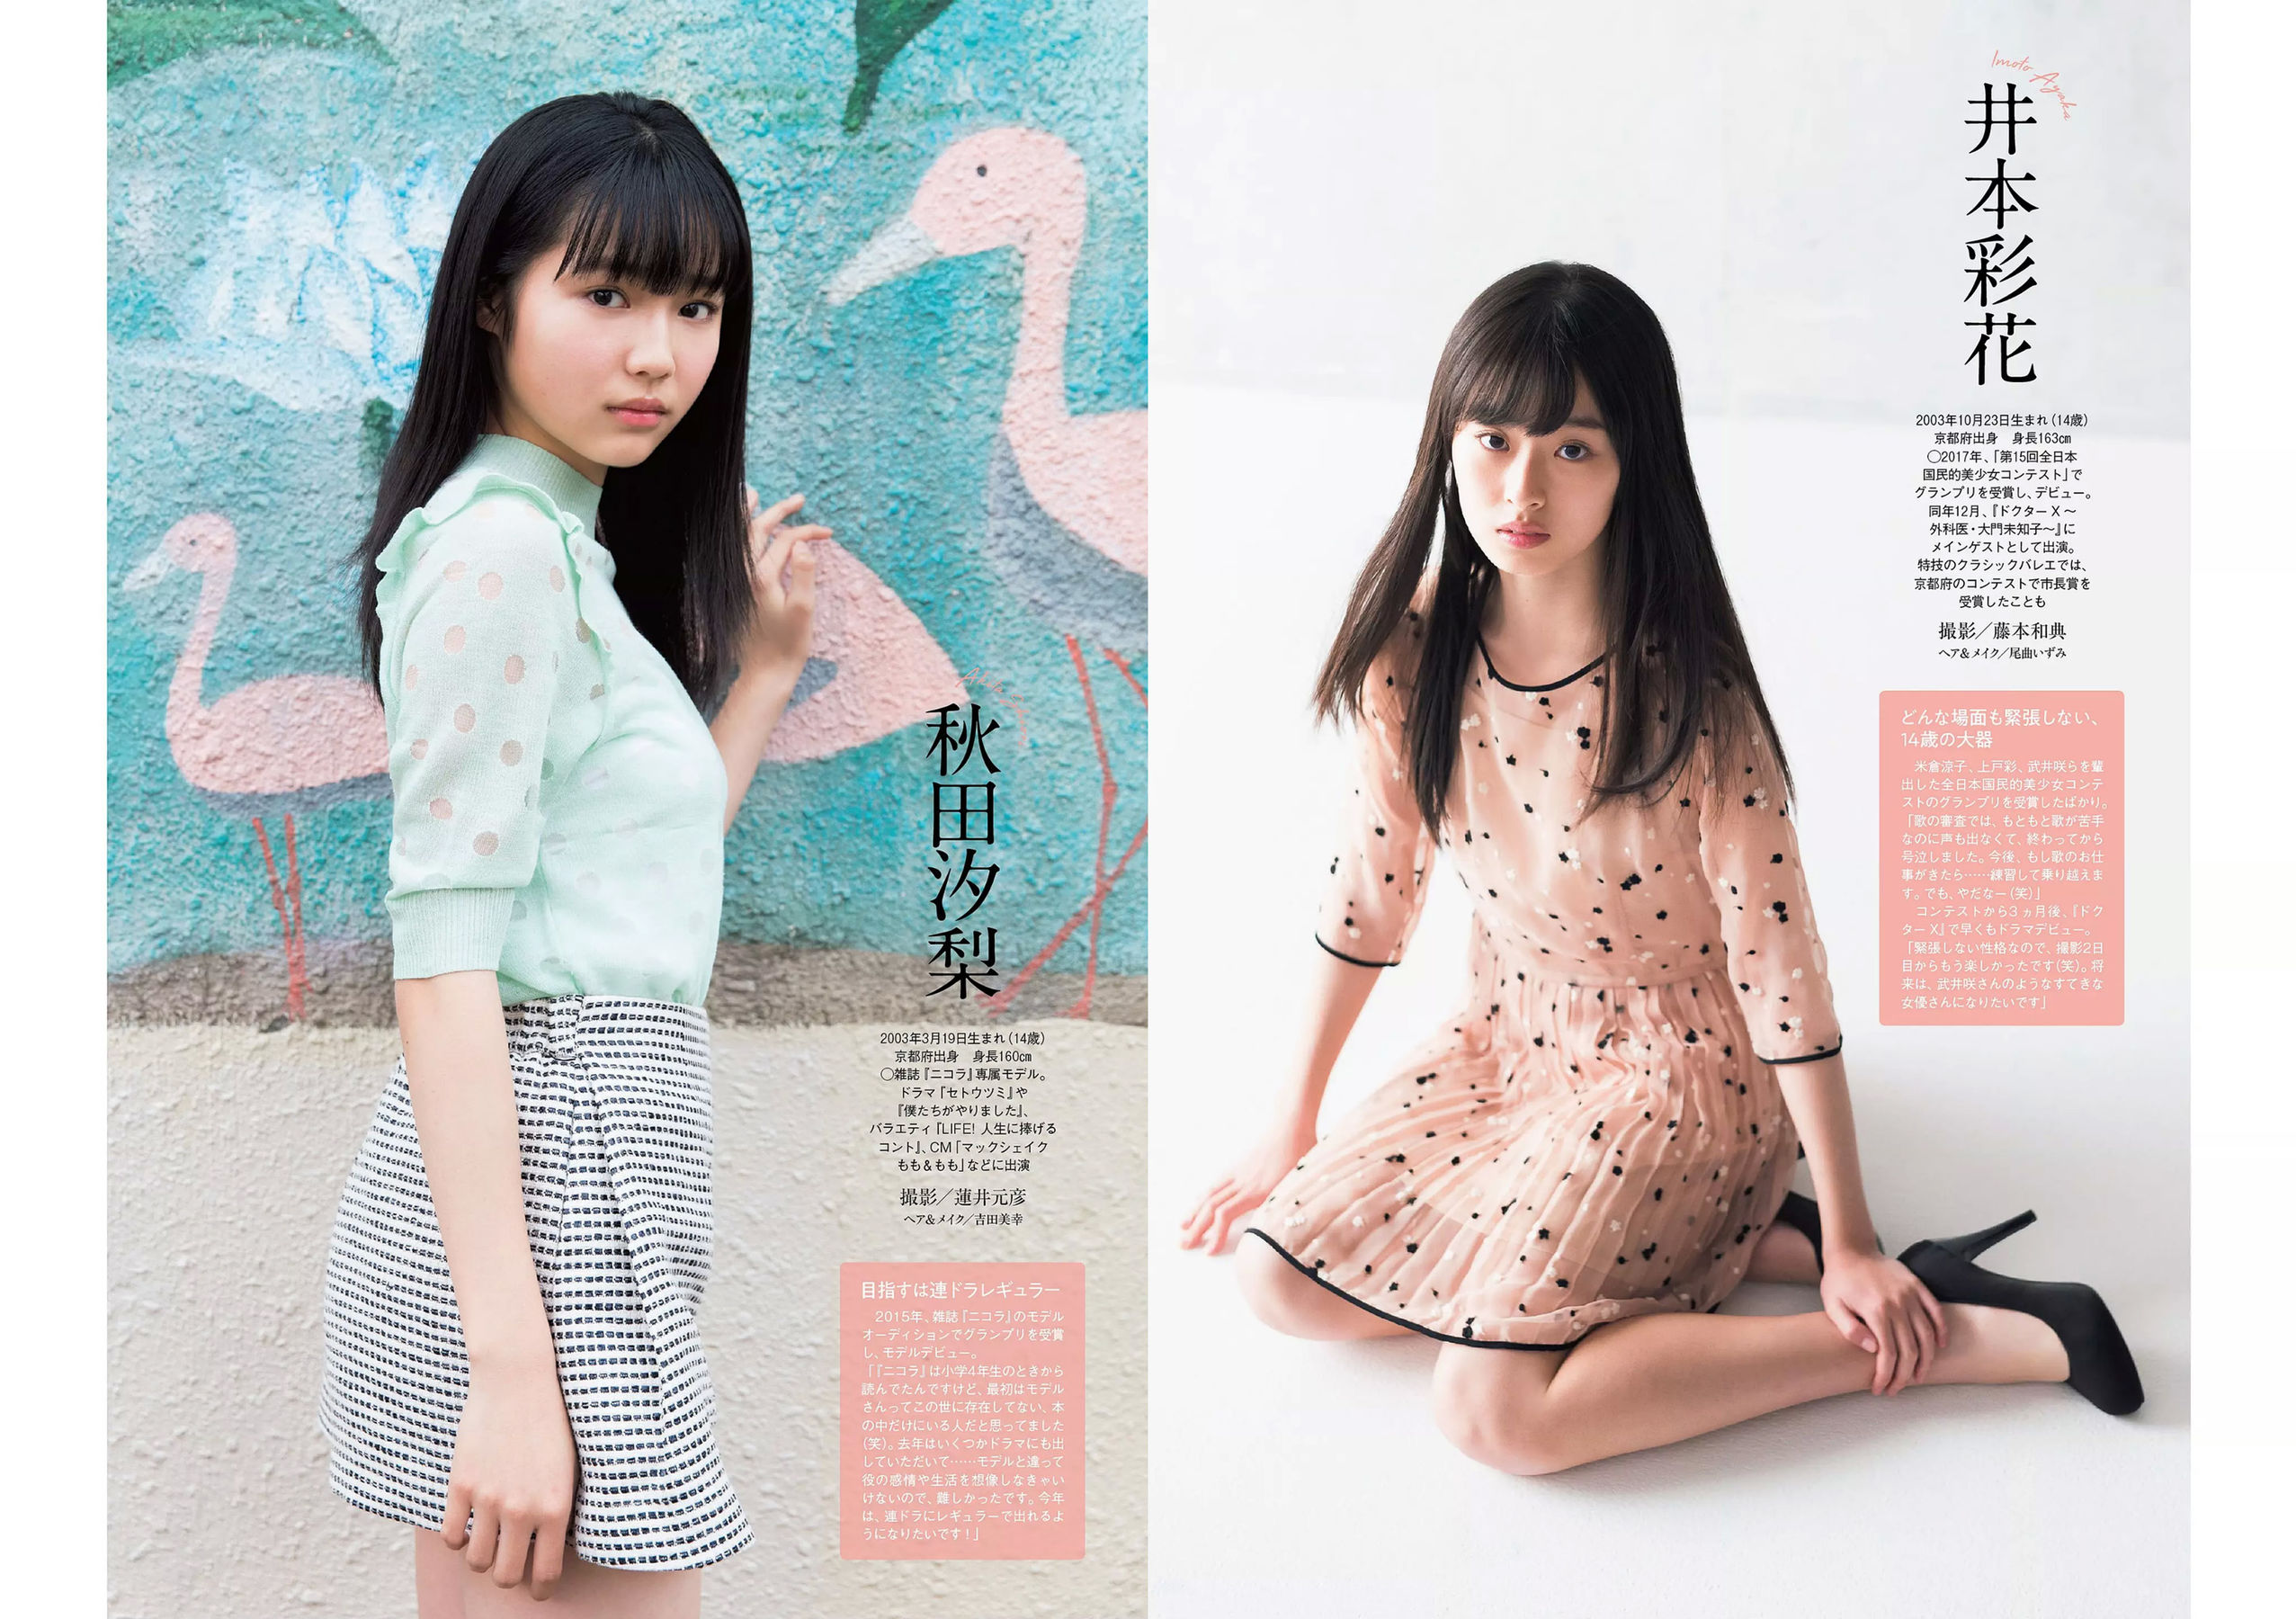 Imoto Ayaka
井本彩花
2003年10月23日生まれ（14歳）
京都府出身　身長163㎝
◯2017年、「第15回全日本
国民的美少女コンテスト」で
グランプリを受賞し、デビュー。
同年12月、『ドクターX～
外科医・大門未知子～』に
メインゲストとして出演。
特技のクラシックバレエでは、
京都府のコンテストで市長賞を
受賞したことも
撮影／藤本和典
ヘア＆メイク／尾曲いずみ
どんな場面も緊張しない、
14歳の大器
米倉涼子、上戸彩、武井咲らを輩
出した全日本国民的美少女コンテ
ストのグランプリを受賞したばかり。
「歌の審査では、もともと歌が苦手
なのに声も出なくて、終わってから
号泣しました。今後、もし歌のお仕
事がきたら……練習して乗り越えま
す。でも、やだなー（笑）」
コンテストから3ヵ月後、『ドク
ターX』で早くもドラマデビュー。
「緊張しない性格なので、撮影2日
目からもう楽しかったです（笑）。将
来は、武井咲さんのようなすてきな
女優さんになりたいです」
Akita
秋田汐梨
2003年3月19日生まれ（14歳）
京都府出身　身長160㎝
◯雑誌『ニコラ』専属モデル。
ドラマ『セトウツミ』や
『僕たちがやりました』、
バラエティ『LIFE! 人生に捧げる
コント』、CM「マックシェイク
もも＆もも」などに出演
撮影／蓮井元彦
ヘア＆メイク／吉田美幸
目指すは連ドラレギュラー
2015年、雑誌『ニコラ』のモデル
オーディションでグランプリを受賞
し、モデルデビュー。
「『ニコラ』は小学4年生のときから
読んでたんですけど、最初はモデル
さんってこの世に存在してない、本
の中だけにいる人だと思ってました
（笑）。去年はいくつかドラマにも出
していただいて……モデルと違って
役の感情や生活を想像しなきゃい
けないので、難しかったです。今年
は、連ドラにレギュラーで出れるよ
うになりたいです！」